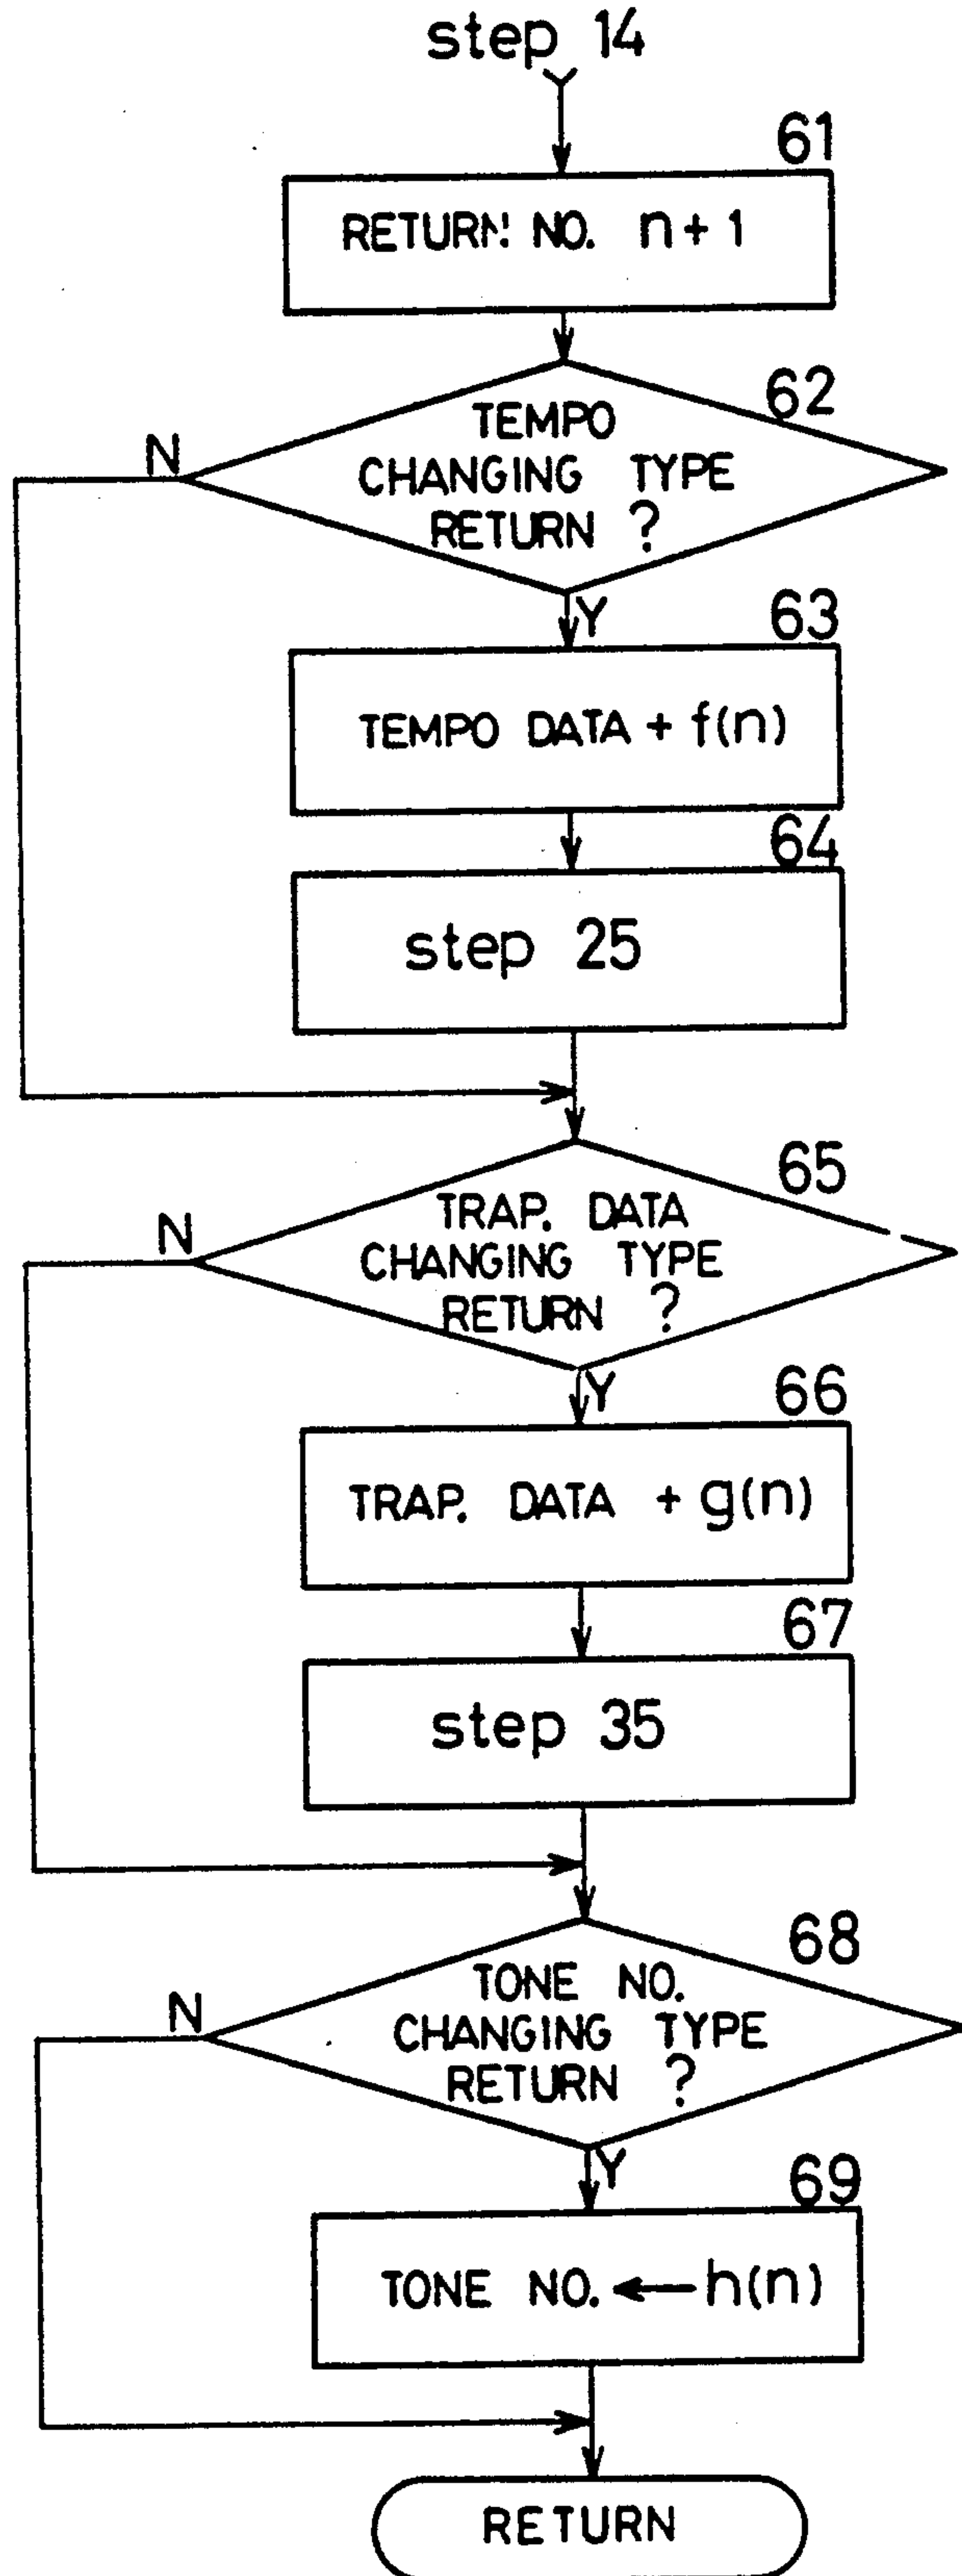 step 14
61
RETURN NO. n + 1
62
TEMPO
CHANGING TYPE
RETURN ?
N
Y
63
TEMPO DATA + f(n)
64
step 25
65
TRAP. DATA
CHANGING TYPE
RETURN ?
N
Y
66
TRAP. DATA + g(n)
67
step 35
68
TONE NO.
CHANGING TYPE
RETURN ?
N
Y
69
TONE NO. ← h(n)
RETURN